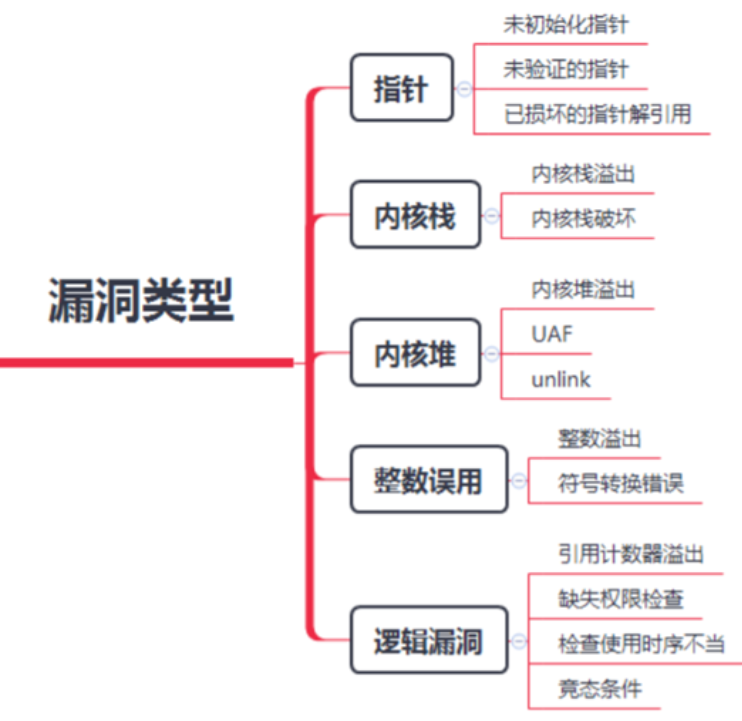 漏洞类型
指针
未初始化指针
未验证的指针
已损坏的指针解引用
内核栈
内核栈溢出
内核栈破坏
内核堆
内核堆溢出
UAF
unlink
整数误用
整数溢出
符号转换错误
逻辑漏洞
引用计数器溢出
缺失权限检查
检查使用时序不当
竟态条件